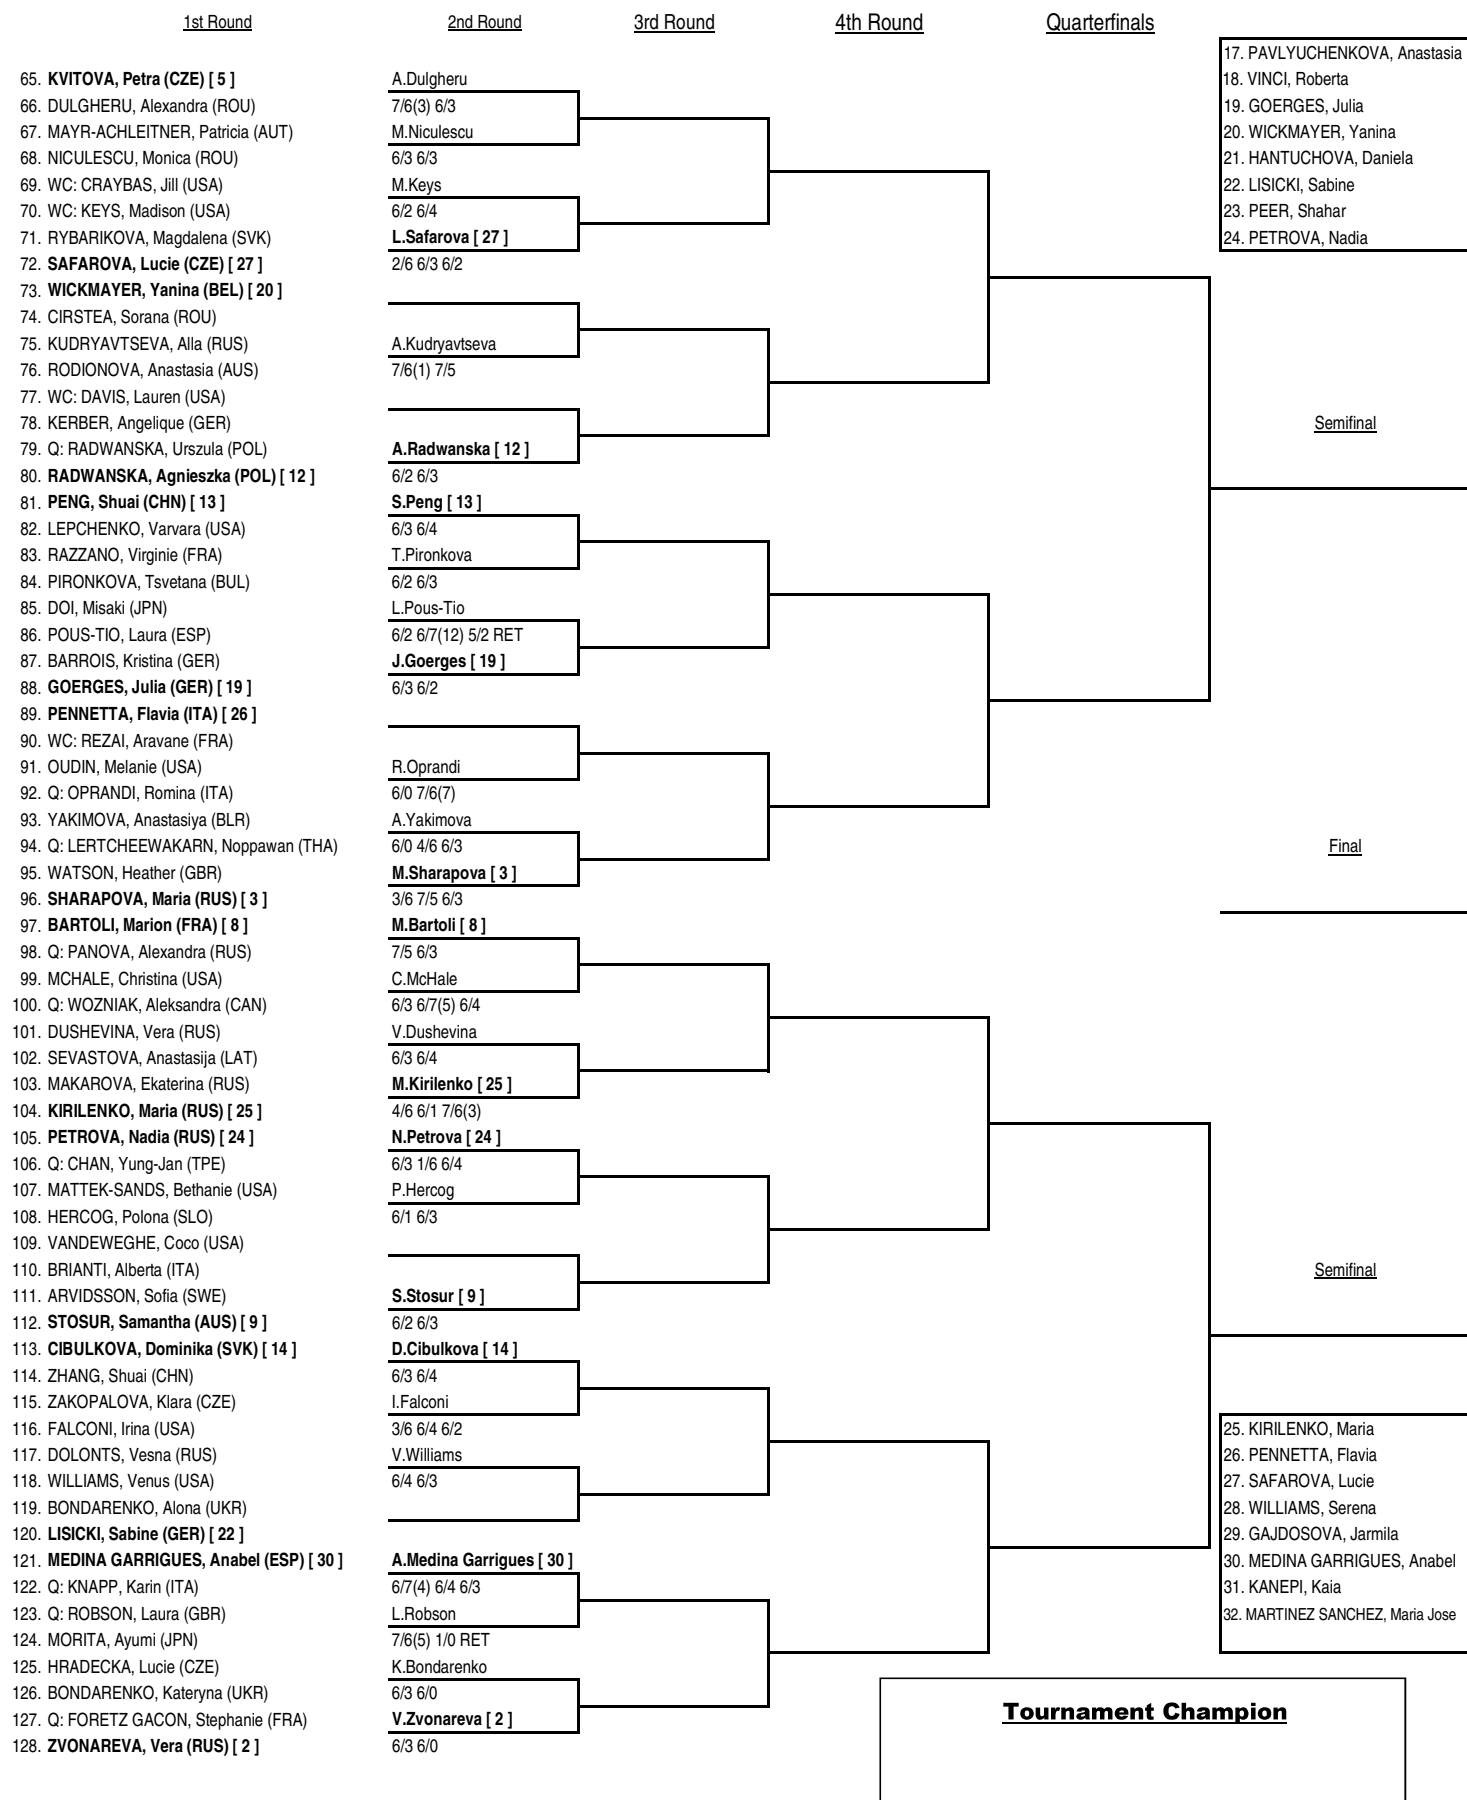 1st Round 2nd Round 3rd Round 4th Round Quarterfinals
17. PAVLYUCHENKOVA, Anastasia
65. KVITOVA, Petra (CZE) [ 5 ] A.Dulgheru 18. VINCI, Roberta
66. DULGHERU, Alexandra (ROU) 7/6(3) 6/3 19. GOERGES, Julia
67. MAYR-ACHLEITNER, Patricia (AUT) M.Niculescu 20. WICKMAYER, Yanina
68. NICULESCU, Monica (ROU) 6/3 6/3 21. HANTUCHOVA, Daniela
69. WC: CRAYBAS, Jill (USA) M.Keys 22. LISICKI, Sabine
70. WC: KEYS, Madison (USA) 6/2 6/4 23. PEER, Shahar
71. RYBARIKOVA, Magdalena (SVK) L.Safarova [ 27 ] 24. PETROVA, Nadia
72. SAFAROVA, Lucie (CZE) [ 27 ] 2/6 6/3 6/2
73. WICKMAYER, Yanina (BEL) [ 20 ]
74. CIRSTEA, Sorana (ROU)
75. KUDRYAVTSEVA, Alla (RUS) A.Kudryavtseva
76. RODIONOVA, Anastasia (AUS) 7/6(1) 7/5
77. WC: DAVIS, Lauren (USA)
78. KERBER, Angelique (GER) Semifinal
79. Q: RADWANSKA, Urszula (POL) A.Radwanska [ 12 ]
80. RADWANSKA, Agnieszka (POL) [ 12 ] 6/2 6/3
81. PENG, Shuai (CHN) [ 13 ] S.Peng [ 13 ]
82. LEPCHENKO, Varvara (USA) 6/3 6/4
83. RAZZANO, Virginie (FRA) T.Pironkova
84. PIRONKOVA, Tsvetana (BUL) 6/2 6/3
85. DOI, Misaki (JPN) L.Pous-Tio
86. POUS-TIO, Laura (ESP) 6/2 6/7(12) 5/2 RET
87. BARROIS, Kristina (GER) J.Goerges [ 19 ]
88. GOERGES, Julia (GER) [ 19 ] 6/3 6/2
89. PENNETTA, Flavia (ITA) [ 26 ]
90. WC: REZAI, Aravane (FRA)
91. OUDIN, Melanie (USA) R.Oprandi
92. Q: OPRANDI, Romina (ITA) 6/0 7/6(7)
93. YAKIMOVA, Anastasiya (BLR) A.Yakimova
94. Q: LERTCHEEWAKARN, Noppawan (THA) 6/0 4/6 6/3 Final
95. WATSON, Heather (GBR) M.Sharapova [ 3 ]
96. SHARAPOVA, Maria (RUS) [ 3 ] 3/6 7/5 6/3
97. BARTOLI, Marion (FRA) [ 8 ] M.Bartoli [ 8 ]
98. Q: PANOVA, Alexandra (RUS) 7/5 6/3
99. MCHALE, Christina (USA) C.McHale
100. Q: WOZNIAK, Aleksandra (CAN) 6/3 6/7(5) 6/4
101. DUSHEVINA, Vera (RUS) V.Dushevina
102. SEVASTOVA, Anastasija (LAT) 6/3 6/4
103. MAKAROVA, Ekaterina (RUS) M.Kirilenko [ 25 ]
104. KIRILENKO, Maria (RUS) [ 25 ] 4/6 6/1 7/6(3)
105. PETROVA, Nadia (RUS) [ 24 ] N.Petrova [ 24 ]
106. Q: CHAN, Yung-Jan (TPE) 6/3 1/6 6/4
107. MATTEK-SANDS, Bethanie (USA) P.Hercog
108. HERCOG, Polona (SLO) 6/1 6/3
109. VANDEWEGHE, Coco (USA)
110. BRIANTI, Alberta (ITA) Semifinal
111. ARVIDSSON, Sofia (SWE) S.Stosur [ 9 ]
112. STOSUR, Samantha (AUS) [ 9 ] 6/2 6/3
113. CIBULKOVA, Dominika (SVK) [ 14 ] D.Cibulkova [ 14 ]
114. ZHANG, Shuai (CHN) 6/3 6/4
115. ZAKOPALOVA, Klara (CZE) I.Falconi
116. FALCONI, Irina (USA) 3/6 6/4 6/2 25. KIRILENKO, Maria
117. DOLONTS, Vesna (RUS) V.Williams 26. PENNETTA, Flavia
118. WILLIAMS, Venus (USA) 6/4 6/3 27. SAFAROVA, Lucie
119. BONDARENKO, Alona (UKR) 28. WILLIAMS, Serena
120. LISICKI, Sabine (GER) [ 22 ] 29. GAJDOSOVA, Jarmila
121. MEDINA GARRIGUES, Anabel (ESP) [ 30 ] A.Medina Garrigues [ 30 ] 30. MEDINA GARRIGUES, Anabel
122. Q: KNAPP, Karin (ITA) 6/7(4) 6/4 6/3 31. KANEPI, Kaia
123. Q: ROBSON, Laura (GBR) L.Robson 32. MARTINEZ SANCHEZ, Maria Jose
124. MORITA, Ayumi (JPN) 7/6(5) 1/0 RET
125. HRADECKA, Lucie (CZE) K.Bondarenko
126. BONDARENKO, Kateryna (UKR) 6/3 6/0
127. Q: FORETZ GACON, Stephanie (FRA) V.Zvonareva [ 2 ] Tournament Champion
128. ZVONAREVA, Vera (RUS) [ 2 ] 6/3 6/0